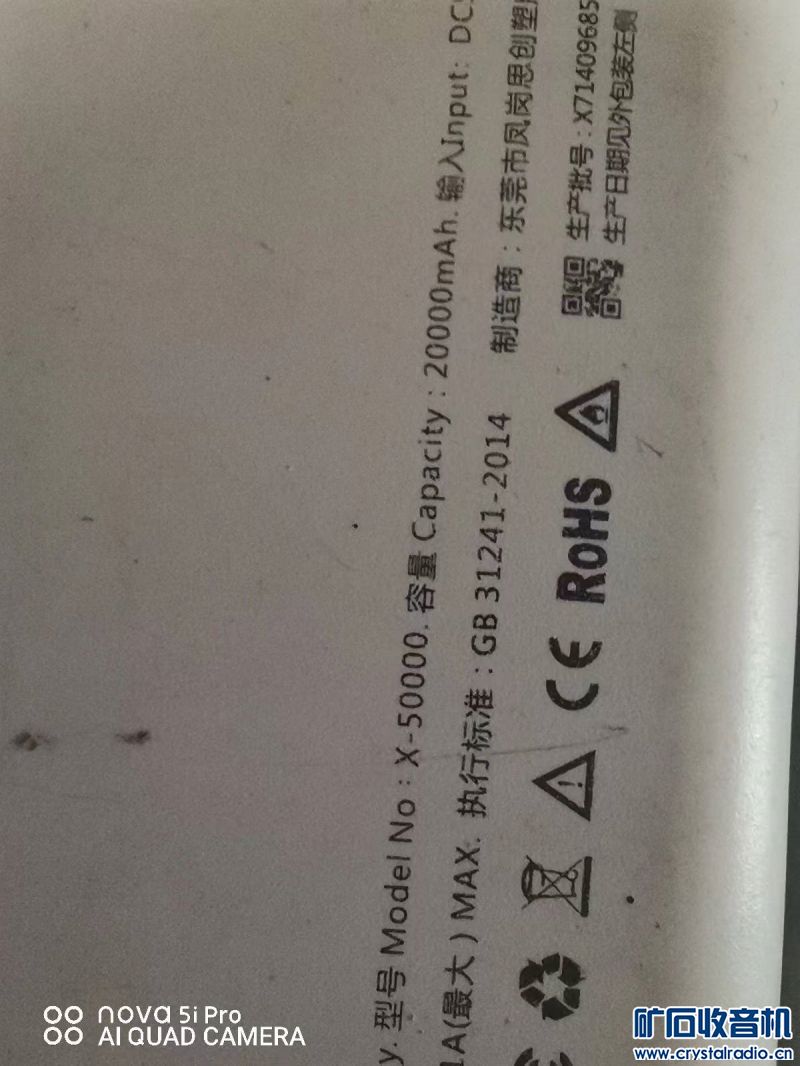 y. 型号 Model No：X-50000. 容量 Capacity：20000mAh. 输入Input: DC5
1A(最大）MAX. 执行标准：GB 31241-2014 制造商：东莞市凤岗思创塑
CE RoHS
生产批号：X71409685
生产日期见外包装左侧
nova 5i Pro
AI QUAD CAMERA
矿石收音机
www.crystalradio.cn